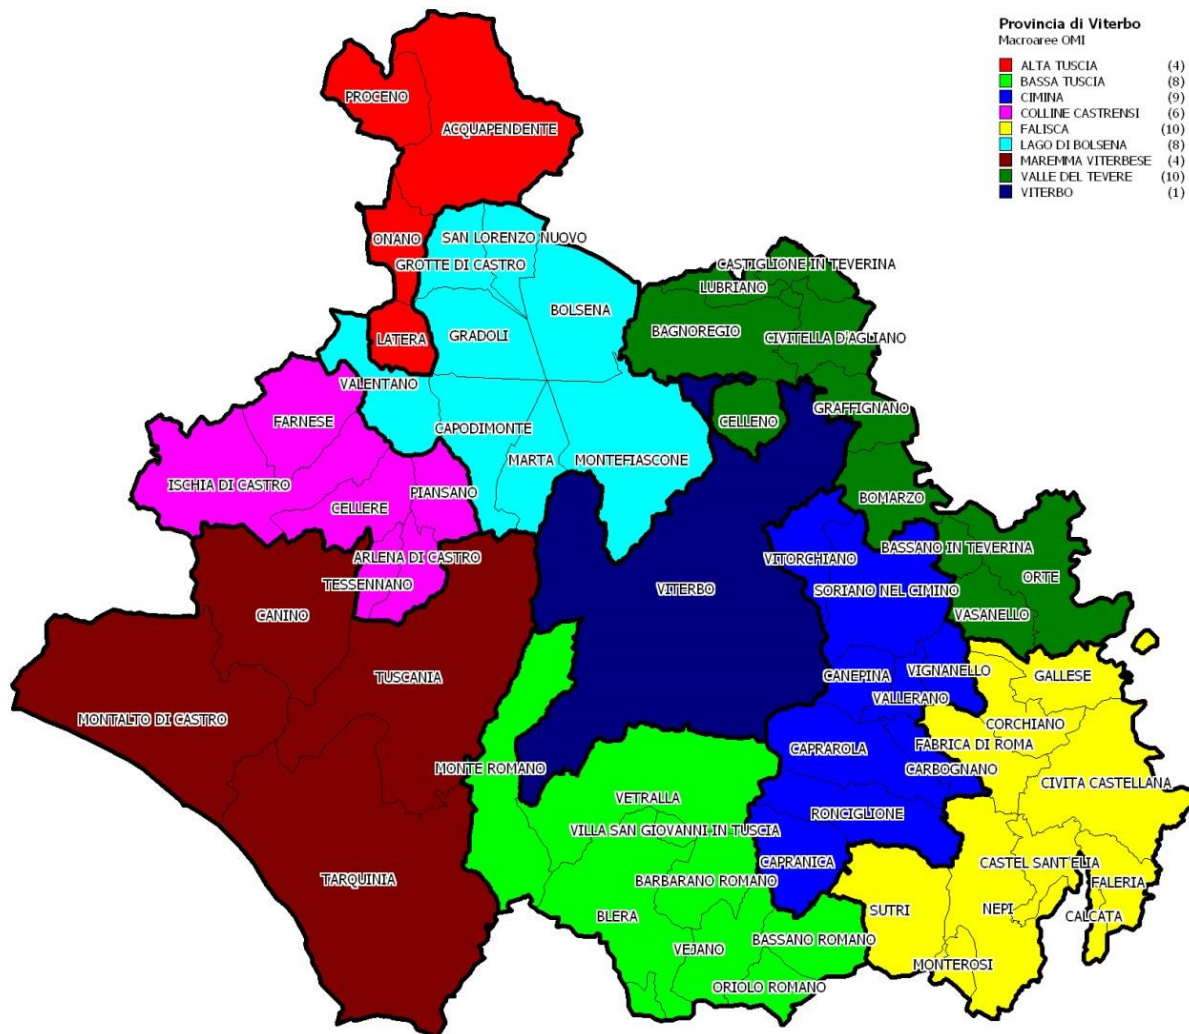 Provincia di Viterbo
Macroaree OMI
ALTA TUSCIA (4)
BASSA TUSCIA (8)
CIMINA (9)
COLLINE CASTRENSI (6)
FALISCA (10)
LAGO DI BOLSENA (8)
MAREMMA VITERBESE (4)
VALLE DEL TEVERE (10)
VITERBO (1)
PROCENO
ACQUAPENDENTE
ONANO
SAN LORENZO NUOVO
GROTTE DI CASTRO
CASTIGLIONE IN TEVERINA
LUBRIANO
BOLSENA
BAGNOREGIO
LATERA
GRADOLI
CIVITELLA D'AGLIANO
VALENTANO
GRAFFIGNANO
FARNESE
CELLENO
CAPODIMONTE
MARTA
MONTEFIASCONE
ISCHIA DI CASTRO
PIANSANO
CELLERE
BOMARZO
BASSANO IN TEVERINA
ARLENA DI CASTRO
VITORCHIANO
TESSENNANO
VITERBO
SORIANO NEL CIMINO
ORTE
CANINO
VASANELLO
TUSCANIA
CANEPINA
VIGNANELLO
GALLESE
VALLERANO
MONTALTO DI CASTRO
CORCHIANO
CAPRAROLA
FABRICA DI ROMA
MONTE ROMANO
CARBOGNANO
CIVITA CASTELLANA
VETRALLA
RONCIGLIONE
VILLA SAN GIOVANNI IN TUSCIA
CAPRANICA
CASTEL SANT'ELIA
TARQUINIA
BARBARANO ROMANO
FALERIA
SUTRI
NEPI
BLERA
CALCATA
BASSANO ROMANO
VEJANO
MONTEROSI
ORIOLO ROMANO